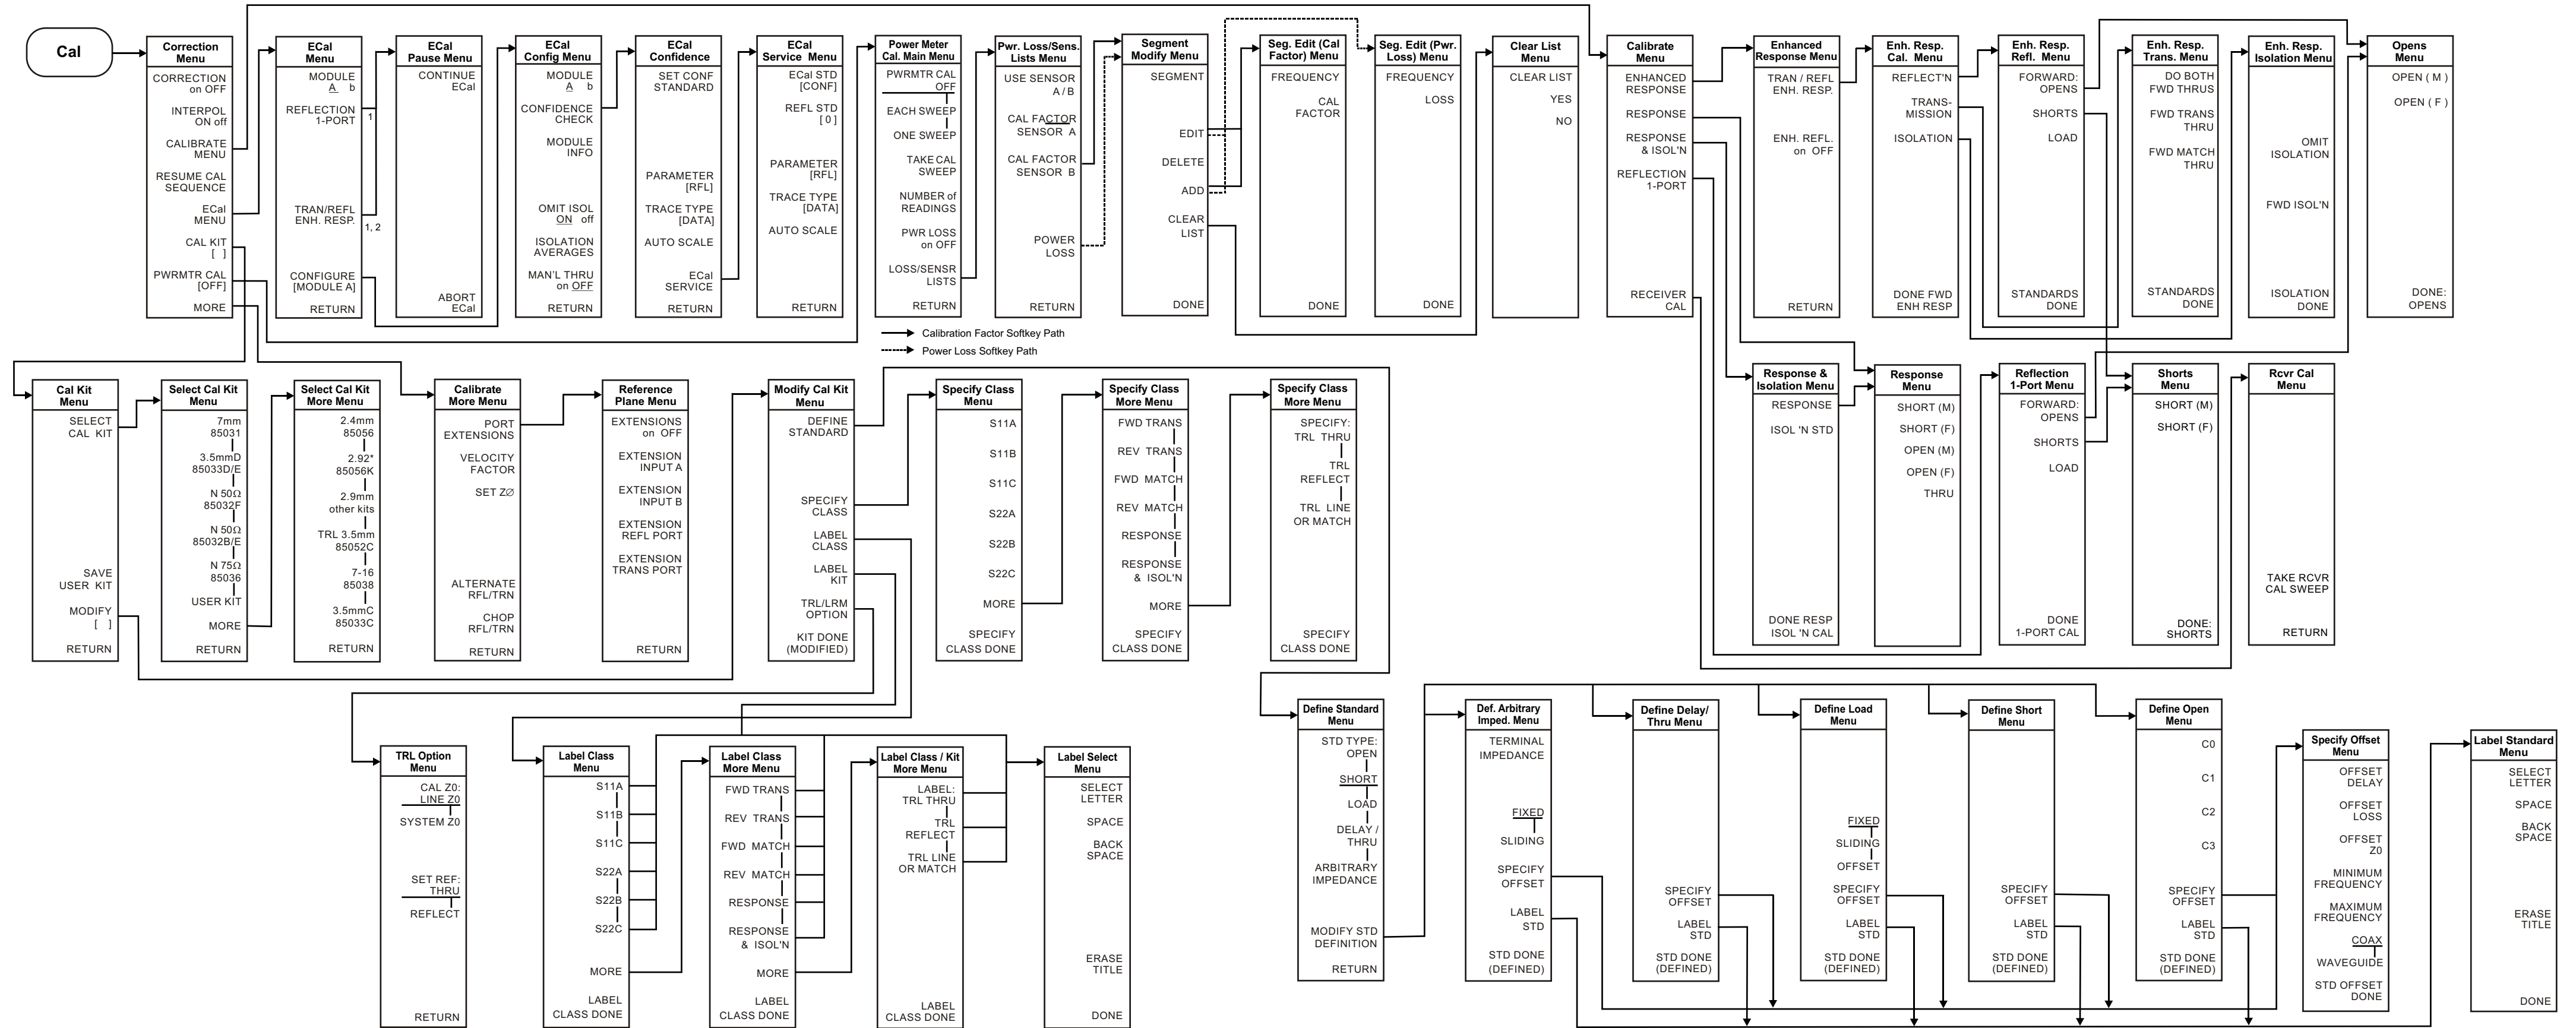 Cal
Correction
Menu
CORRECTION
on OFF
INTERPOL
ON off
CALIBRATE
MENU
RESUME CAL
SEQUENCE
ECal
MENU
CAL KIT
[ ]
PWRMTR CAL
[OFF]
MORE
ECal
Menu
MODULE
A b
REFLECTION
1-PORT
1
TRAN/REFL
ENH. RESP.
1, 2
CONFIGURE
[MODULE A]
RETURN
ECal
Pause Menu
CONTINUE
ECal
ABORT
ECal
ECal
Config Menu
MODULE
A b
CONFIDENCE
CHECK
MODULE
INFO
OMIT ISOL
ON off
ISOLATION
AVERAGES
MAN'L THRU
on OFF
RETURN
ECal
Confidence
SET CONF
STANDARD
PARAMETER
[RFL]
TRACE TYPE
[DATA]
AUTO SCALE
ECal
SERVICE
RETURN
ECal
Service Menu
ECal STD
[CONF]
REFL STD
[ 0 ]
PARAMETER
[RFL]
TRACE TYPE
[DATA]
AUTO SCALE
RETURN
Power Meter
Cal. Main Menu
PWRMTR CAL
OFF
EACH SWEEP
ONE SWEEP
TAKE CAL
SWEEP
NUMBER of
READINGS
PWR LOSS
on OFF
LOSS/SENSR
LISTS
RETURN
Pwr. Loss/Sens.
Lists Menu
USE SENSOR
A / B
CAL FACTOR
SENSOR A
CAL FACTOR
SENSOR B
POWER
LOSS
RETURN
Segment
Modify Menu
SEGMENT
EDIT
DELETE
ADD
CLEAR
LIST
DONE
Seg. Edit (Cal
Factor) Menu
FREQUENCY
CAL
FACTOR
DONE
Seg. Edit (Pwr.
Loss) Menu
FREQUENCY
LOSS
DONE
Clear List
Menu
CLEAR LIST
YES
NO
Calibrate
Menu
ENHANCED
RESPONSE
RESPONSE
RESPONSE
& ISOL'N
REFLECTION
1-PORT
RECEIVER
CAL
Enhanced
Response Menu
TRAN / REFL
ENH. RESP.
ENH. REFL.
on OFF
RETURN
Enh. Resp.
Cal. Menu
REFLECT'N
TRANS-
MISSION
ISOLATION
DONE FWD
ENH RESP
Enh. Resp.
Refl. Menu
FORWARD:
OPENS
SHORTS
LOAD
STANDARDS
DONE
Enh. Resp.
Trans. Menu
DO BOTH
FWD THRUS
FWD TRANS
THRU
FWD MATCH
THRU
STANDARDS
DONE
Enh. Resp.
Isolation Menu
OMIT
ISOLATION
FWD ISOL'N
ISOLATION
DONE
Opens
Menu
OPEN ( M )
OPEN ( F )
DONE:
OPENS
Calibration Factor Softkey Path
Power Loss Softkey Path
Cal Kit
Menu
SELECT
CAL KIT
SAVE
USER KIT
MODIFY
[ ]
RETURN
Select Cal Kit
Menu
7mm
85031
3.5mmD
85033D/E
N 50Ω
85032F
N 50Ω
85032B/E
N 75Ω
85036
USER KIT
MORE
RETURN
Select Cal Kit
More Menu
2.4mm
85056
2.92*
85056K
2.9mm
other kits
TRL 3.5mm
85052C
7-16
85038
3.5mmC
85033C
RETURN
Calibrate
More Menu
PORT
EXTENSIONS
VELOCITY
FACTOR
SET Z∅
ALTERNATE
RFL/TRN
CHOP
RFL/TRN
RETURN
Reference
Plane Menu
EXTENSIONS
on OFF
EXTENSION
INPUT A
EXTENSION
INPUT B
EXTENSION
REFL PORT
EXTENSION
TRANS PORT
RETURN
Modify Cal Kit
Menu
DEFINE
STANDARD
SPECIFY
CLASS
LABEL
CLASS
LABEL
KIT
TRL/LRM
OPTION
KIT DONE
(MODIFIED)
Specify Class
Menu
S11A
S11B
S11C
S22A
S22B
S22C
MORE
SPECIFY
CLASS DONE
Specify Class
More Menu
FWD TRANS
REV TRANS
FWD MATCH
REV MATCH
RESPONSE
RESPONSE
& ISOL'N
MORE
SPECIFY
CLASS DONE
Specify Class
More Menu
SPECIFY:
TRL THRU
TRL
REFLECT
TRL LINE
OR MATCH
SPECIFY
CLASS DONE
Response &
Isolation Menu
RESPONSE
ISOL 'N STD
DONE RESP
ISOL 'N CAL
Response
Menu
SHORT (M)
SHORT (F)
OPEN (M)
OPEN (F)
THRU
Reflection
1-Port Menu
FORWARD:
OPENS
SHORTS
LOAD
DONE
1-PORT CAL
Shorts
Menu
SHORT (M)
SHORT (F)
DONE:
SHORTS
Rcvr Cal
Menu
TAKE RCVR
CAL SWEEP
RETURN
TRL Option
Menu
CAL Z0:
LINE Z0
SYSTEM Z0
SET REF:
THRU
REFLECT
RETURN
Label Class
Menu
S11A
S11B
S11C
S22A
S22B
S22C
MORE
LABEL
CLASS DONE
Label Class
More Menu
FWD TRANS
REV TRANS
FWD MATCH
REV MATCH
RESPONSE
RESPONSE
& ISOL'N
MORE
LABEL
CLASS DONE
Label Class / Kit
More Menu
LABEL:
TRL THRU
TRL
REFLECT
TRL LINE
OR MATCH
LABEL
CLASS DONE
Label Select
Menu
SELECT
LETTER
SPACE
BACK
SPACE
ERASE
TITLE
DONE
Define Standard
Menu
STD TYPE:
OPEN
SHORT
LOAD
DELAY /
THRU
ARBITRARY
IMPEDANCE
MODIFY STD
DEFINITION
RETURN
Def. Arbitrary
Imped. Menu
TERMINAL
IMPEDANCE
FIXED
SLIDING
SPECIFY
OFFSET
LABEL
STD
STD DONE
(DEFINED)
Define Delay/
Thru Menu
SPECIFY
OFFSET
LABEL
STD
STD DONE
(DEFINED)
Define Load
Menu
FIXED
SLIDING
OFFSET
SPECIFY
OFFSET
LABEL
STD
STD DONE
(DEFINED)
Define Short
Menu
SPECIFY
OFFSET
LABEL
STD
STD DONE
(DEFINED)
Define Open
Menu
C0
C1
C2
C3
SPECIFY
OFFSET
LABEL
STD
STD DONE
(DEFINED)
Specify Offset
Menu
OFFSET
DELAY
OFFSET
LOSS
OFFSET
Z0
MINIMUM
FREQUENCY
MAXIMUM
FREQUENCY
COAX
WAVEGUIDE
STD OFFSET
DONE
Label Standard
Menu
SELECT
LETTER
SPACE
BACK
SPACE
ERASE
TITLE
DONE